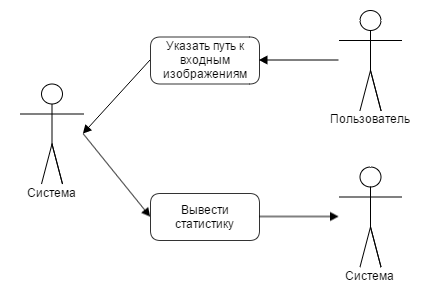 Указать путь к
входным
изображениям
Пользователь
Система
Вывести
статистику
Система